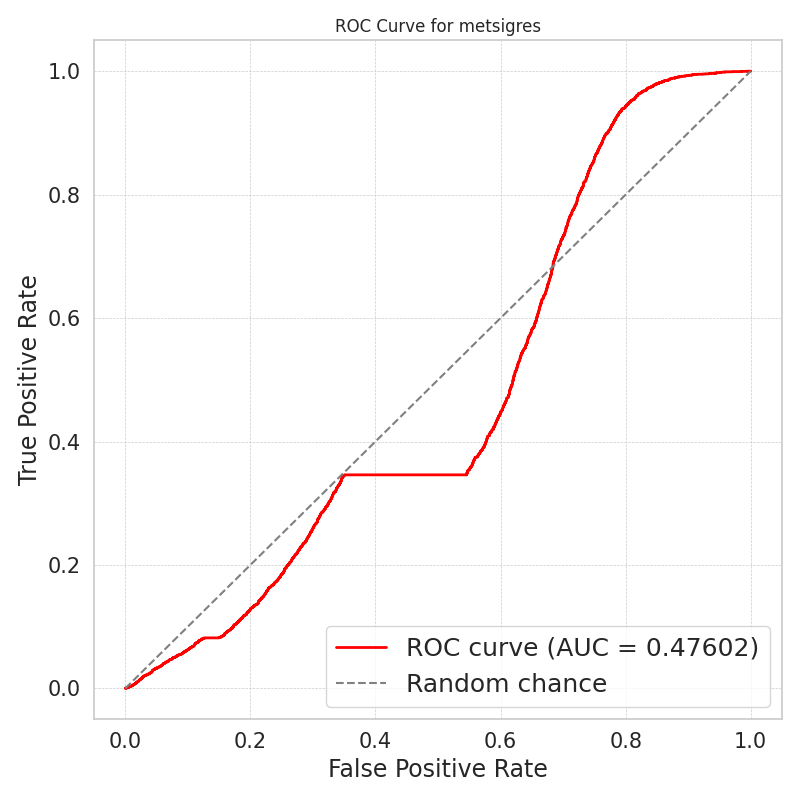 ROC Curve for metsigres
1.0
0.8
0.6
0.4
0.2
0.0
True Positive Rate
ROC curve (AUC = 0.47602)
Random chance
0.0 0.2 0.4 0.6 0.8 1.0
False Positive Rate